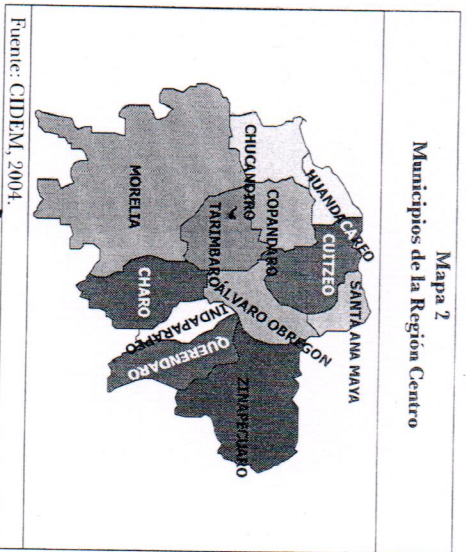 Mapa 2
Municipios de la Región Centro
HUANDACAREO
SANTA ANA MAYA
CUITZEO
CHUCANDIRO
COPANDARO
ÁLVARO OBREGON
TARIMBARO
ZINAPECUARO
MORELIA
CHARO
INDAPARAPEO
QUERENDARO
Fuente: CIDEM, 2004.